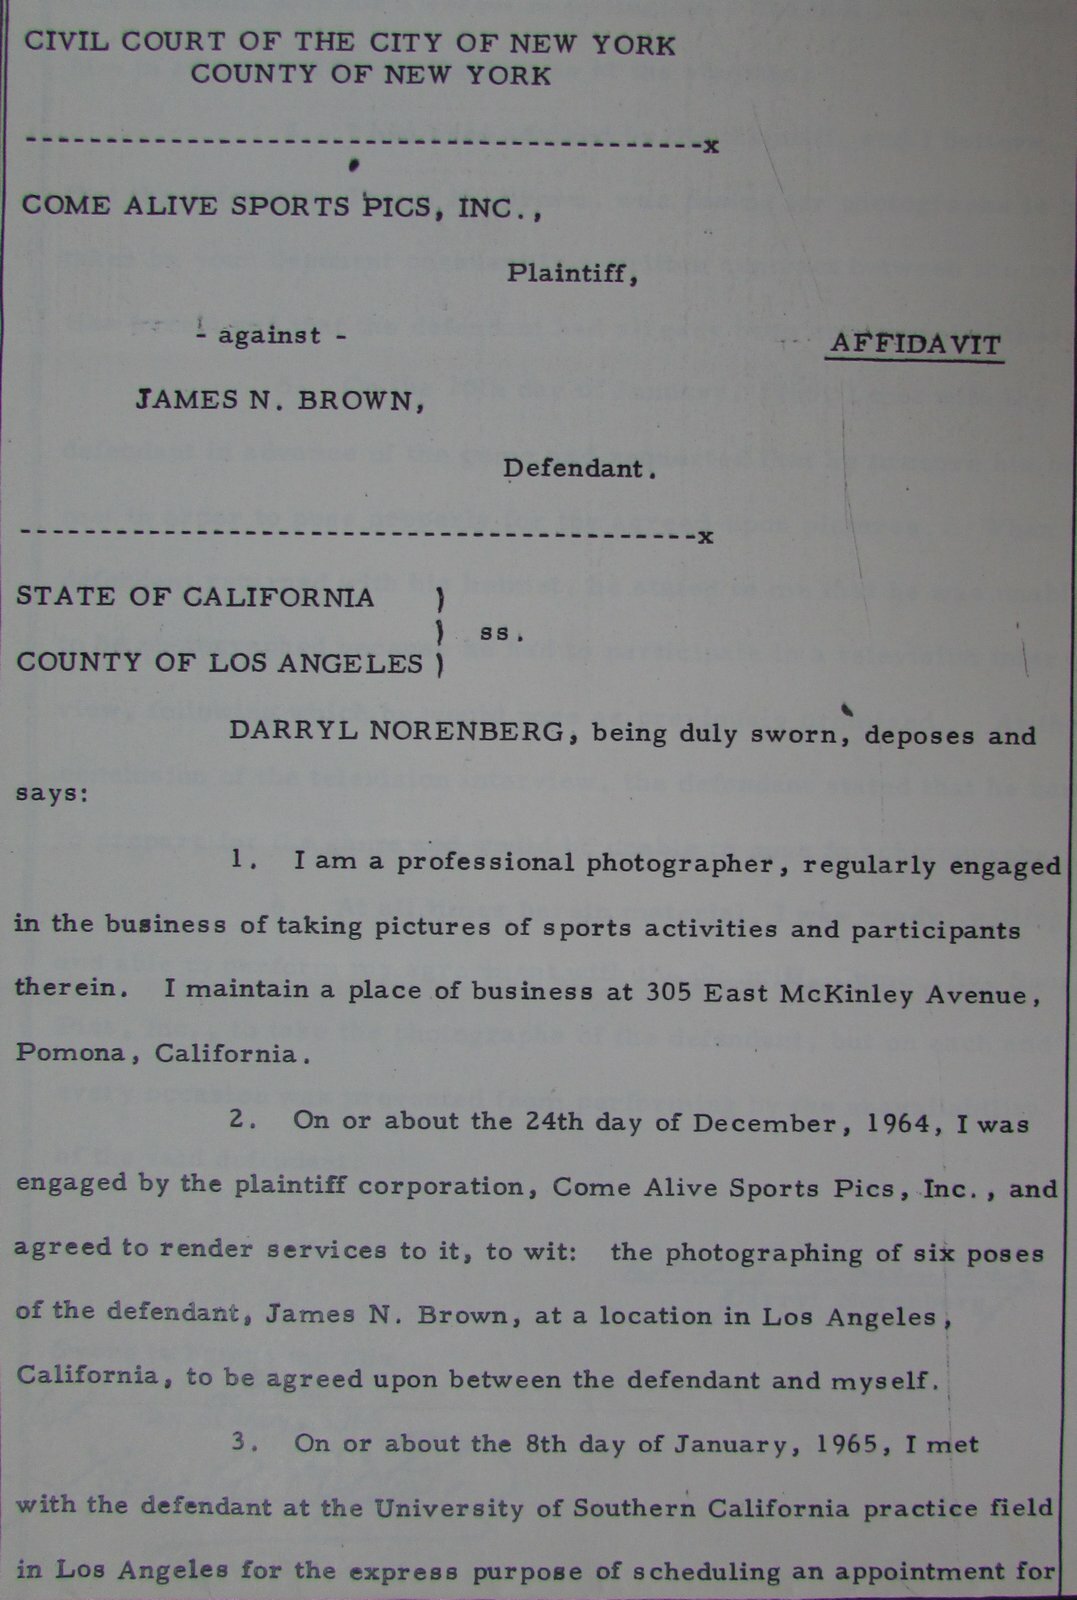 CIVIL COURT OF THE CITY OF NEW YORK
COUNTY OF NEW YORK
----------------------------------------x
COME ALIVE SPORTS PICS, INC.,
Plaintiff,
- against -
AFFIDAVIT
JAMES N. BROWN,
Defendant.
----------------------------------------x
STATE OF CALIFORNIA )
) ss.
COUNTY OF LOS ANGELES )
DARRYL NORENBERG, being duly sworn, deposes and
says:
1. I am a professional photographer, regularly engaged
in the business of taking pictures of sports activities and participants
therein. I maintain a place of business at 305 East McKinley Avenue,
Pomona, California.
2. On or about the 24th day of December, 1964, I was
engaged by the plaintiff corporation, Come Alive Sports Pics, Inc., and
agreed to render services to it, to wit: the photographing of six poses
of the defendant, James N. Brown, at a location in Los Angeles,
California, to be agreed upon between the defendant and myself.
3. On or about the 8th day of January, 1965, I met
with the defendant at the University of Southern California practice field
in Los Angeles for the express purpose of scheduling an appointment for